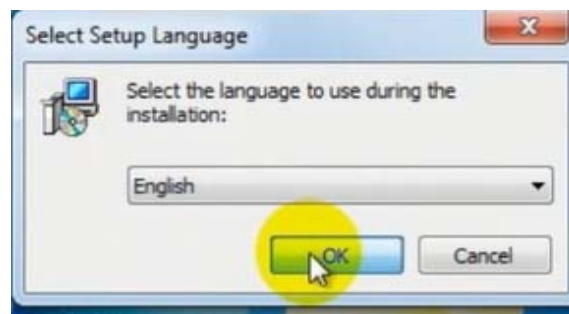 Select Setup Language
Select the language to use during the
installation:
English
OK
Cancel